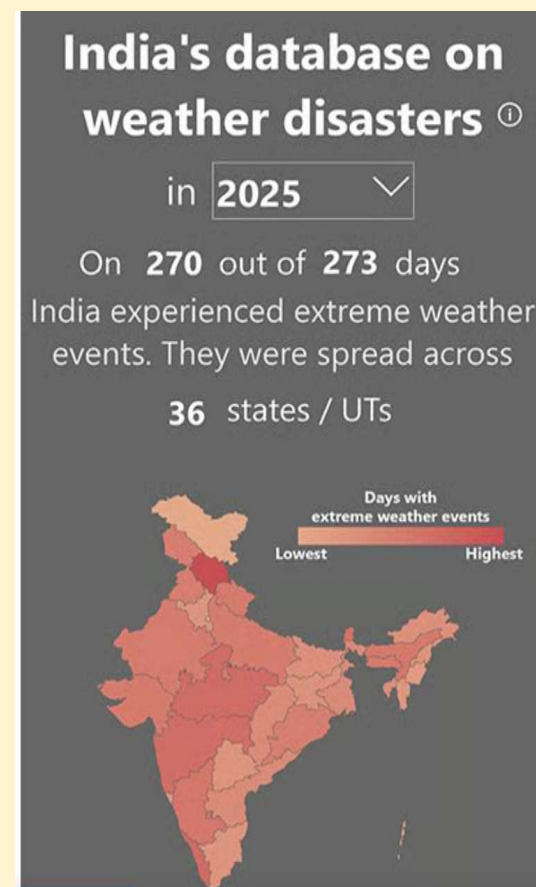 India's database on
weather disasters ⓘ
in 2025
On 270 out of 273 days
India experienced extreme weather
events. They were spread across
36 states / UTs
Days with
extreme weather events
Lowest Highest